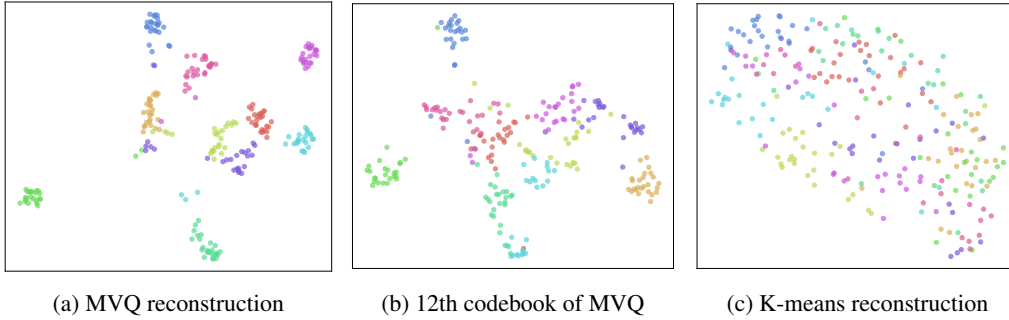 (a) MVQ reconstruction
(b) 12th codebook of MVQ
(c) K-means reconstruction